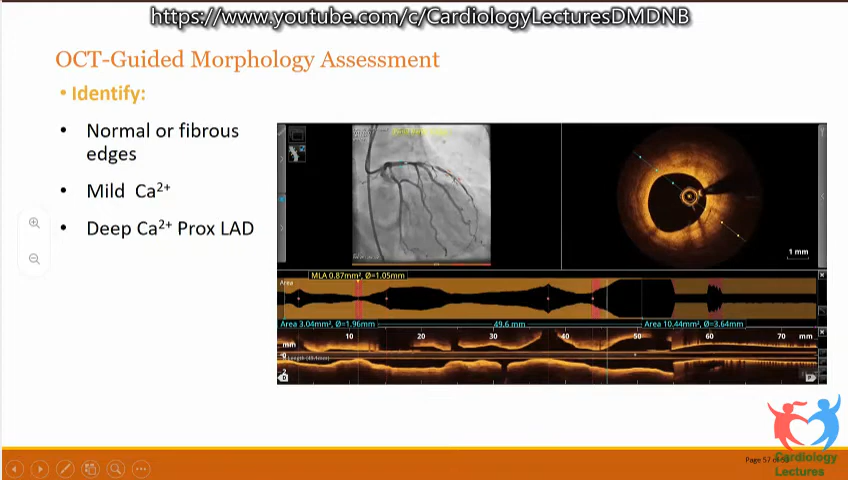 https://www.youtube.com/c/CardiologyLecturesDMDNB
OCT-Guided Morphology Assessment
• Identify:
• Normal or fibrous
edges
• Mild Ca²⁺
• Deep Ca²⁺ Prox LAD
1 mm
MLA 0.87mm², Ø=1.05mm
Area
Area 3.04mm², Ø=1.96mm 49.6 mm Area 10.44mm², Ø=3.64mm
10 20 30 40 50 60 70 mm
mm
Cardiology
Lectures